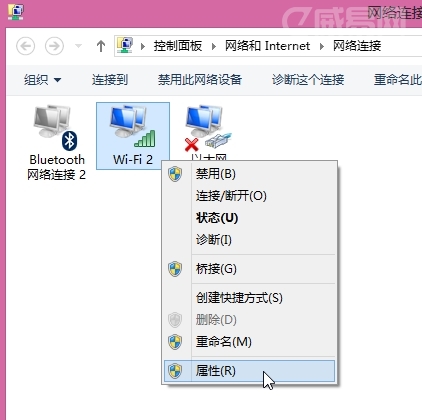 网络连接
控制面板 网络和 Internet 网络连接
组织 连接到 禁用此网络设备 诊断这个连接 重命名此
Bluetooth
网络连接 2
Wi-Fi 2
以太网
禁用(B)
连接/断开(O)
状态(U)
诊断(I)
桥接(G)
创建快捷方式(S)
删除(D)
重命名(M)
属性(R)